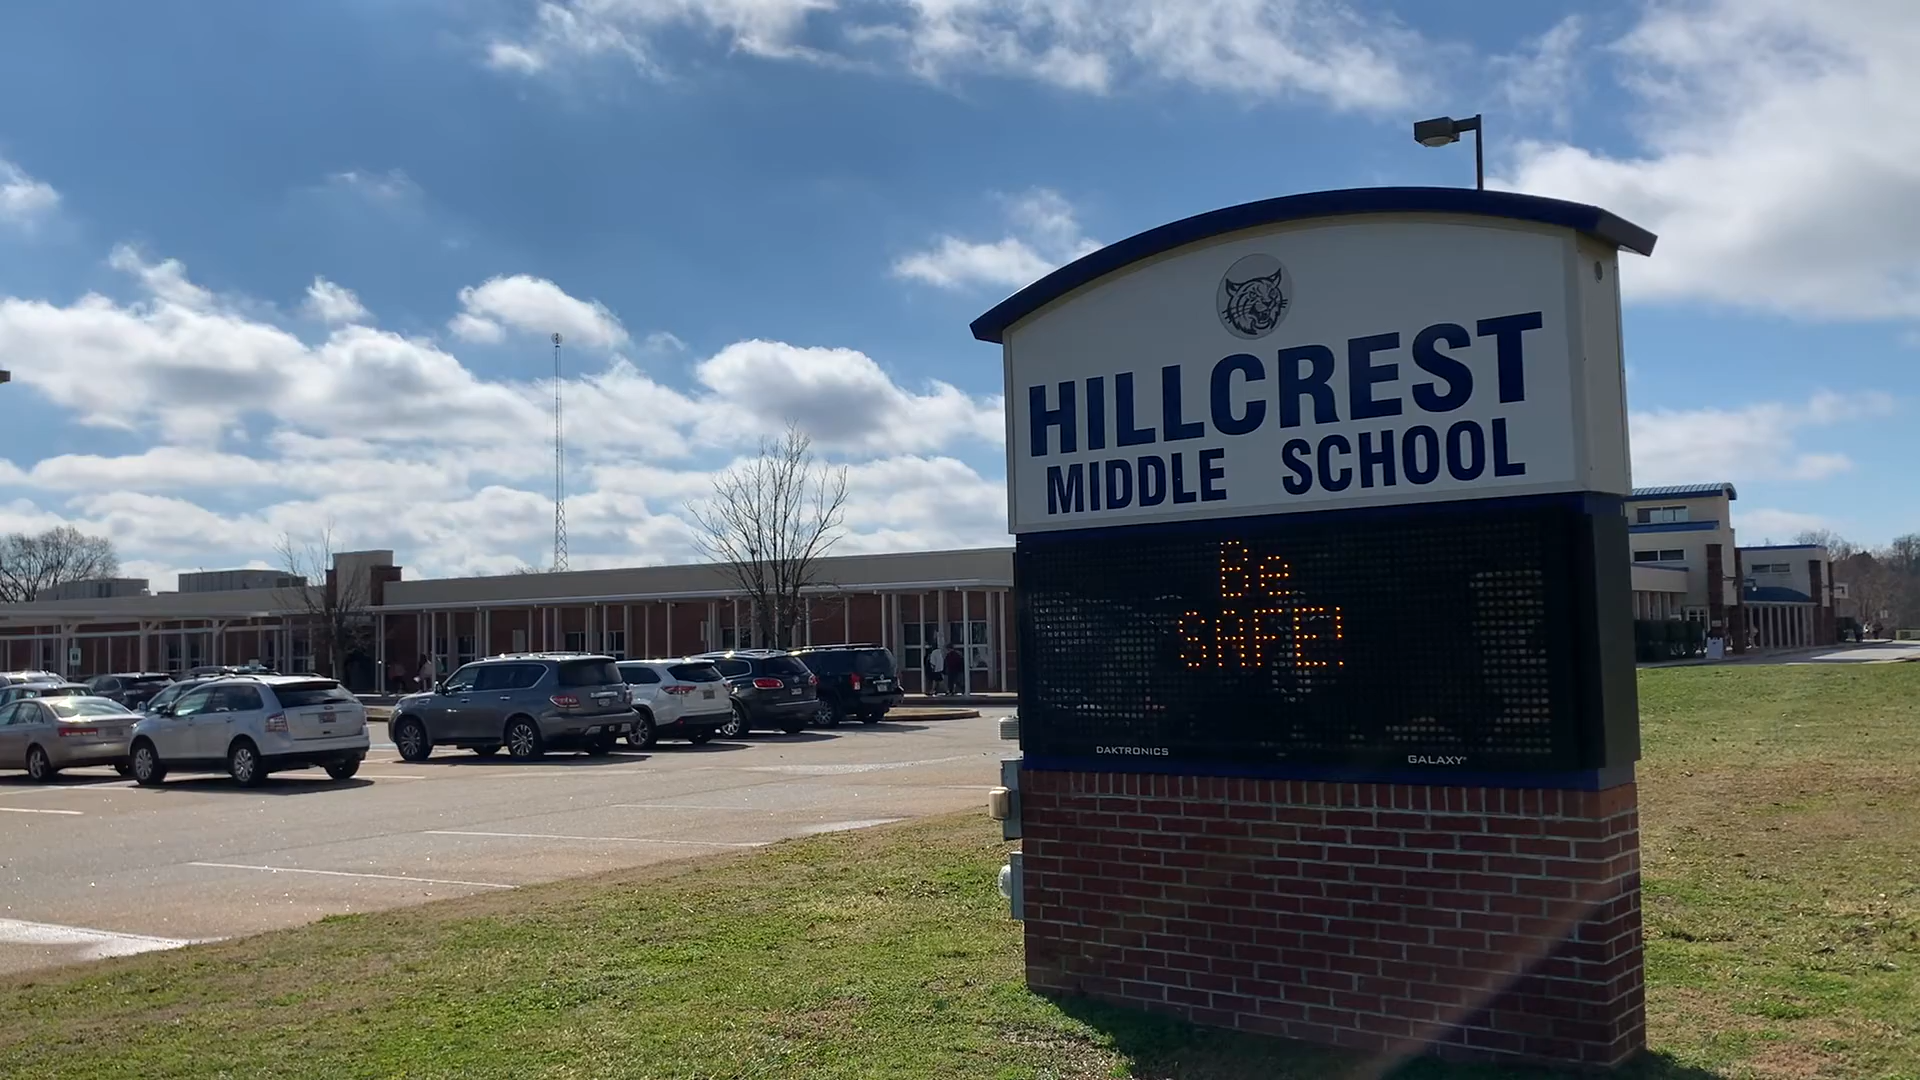 HILLCREST
MIDDLE SCHOOL
Be
SAFE!
DAKTRONICS
GALAXY®